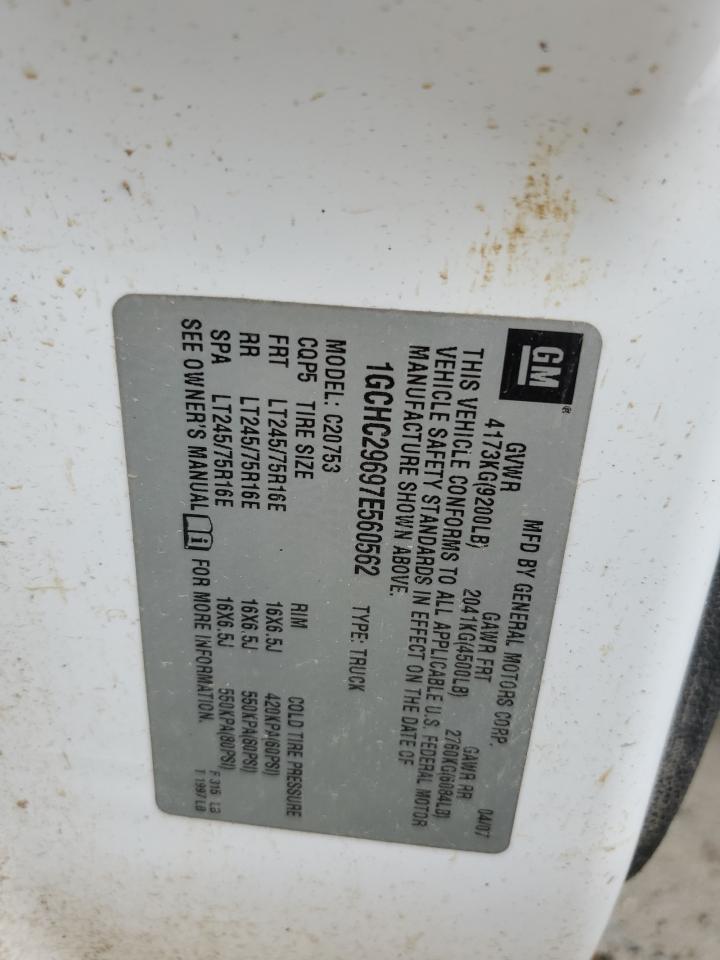 GM®
MFD BY GENERAL MOTORS CORP. 04/07
GVWR GAWR FRT GAWR RR
4173KG(9200LB) 2041KG(4500LB) 2760KG(6084LB)
THIS VEHICLE CONFORMS TO ALL APPLICABLE U.S. FEDERAL MOTOR
VEHICLE SAFETY STANDARDS IN EFFECT ON THE DATE OF
MANUFACTURE SHOWN ABOVE.
1GCHC29697E560562 TYPE: TRUCK
MODEL: C20753
CQP5 TIRE SIZE RIM COLD TIRE PRESSURE
FRT LT245/75R16E 16X6.5J 420KPA(60PSI)
RR LT245/75R16E 16X6.5J 550KPA(80PSI)
SPA LT245/75R16E 16X6.5J 550KPA(80PSI)
SEE OWNER'S MANUAL i FOR MORE INFORMATION.
F 315 LB
T 1997 LB